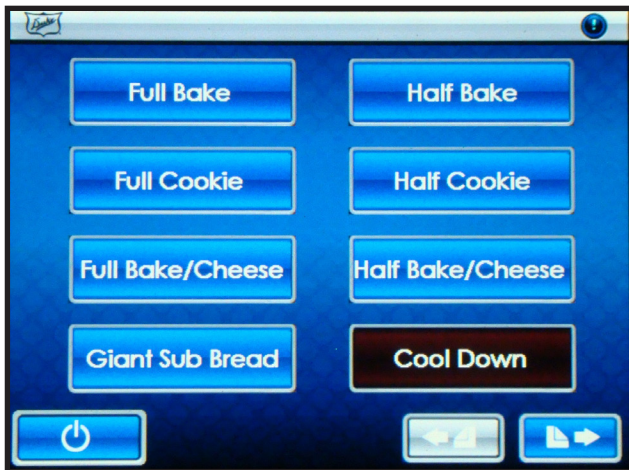 Full Bake
Half Bake
Full Cookie
Half Cookie
Full Bake/Cheese
Half Bake/Cheese
Giant Sub Bread
Cool Down